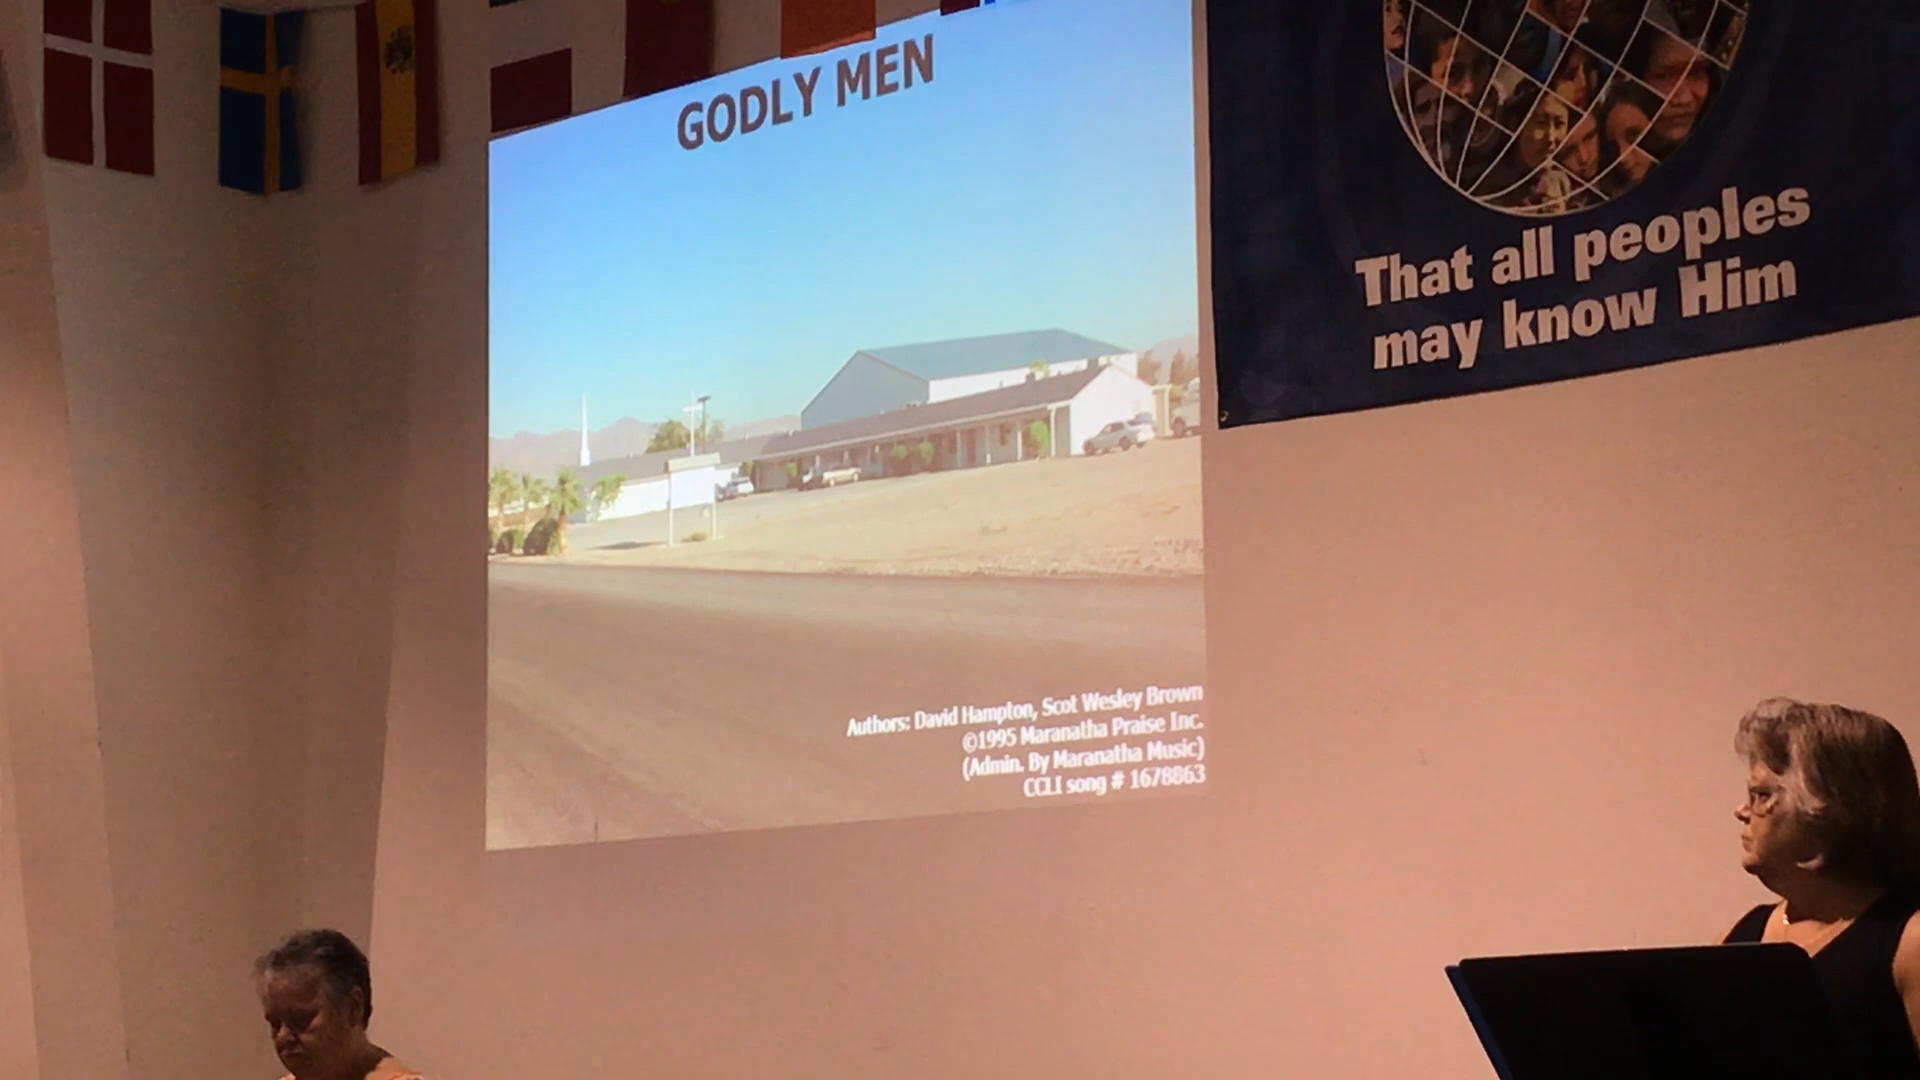 GODLY MEN
Authors: David Hampton, Scot Wesley Brown
©1995 Maranatha Praise Inc.
(Admin. By Maranatha Music)
CCLI song # 1678863
That all peoples
may know Him